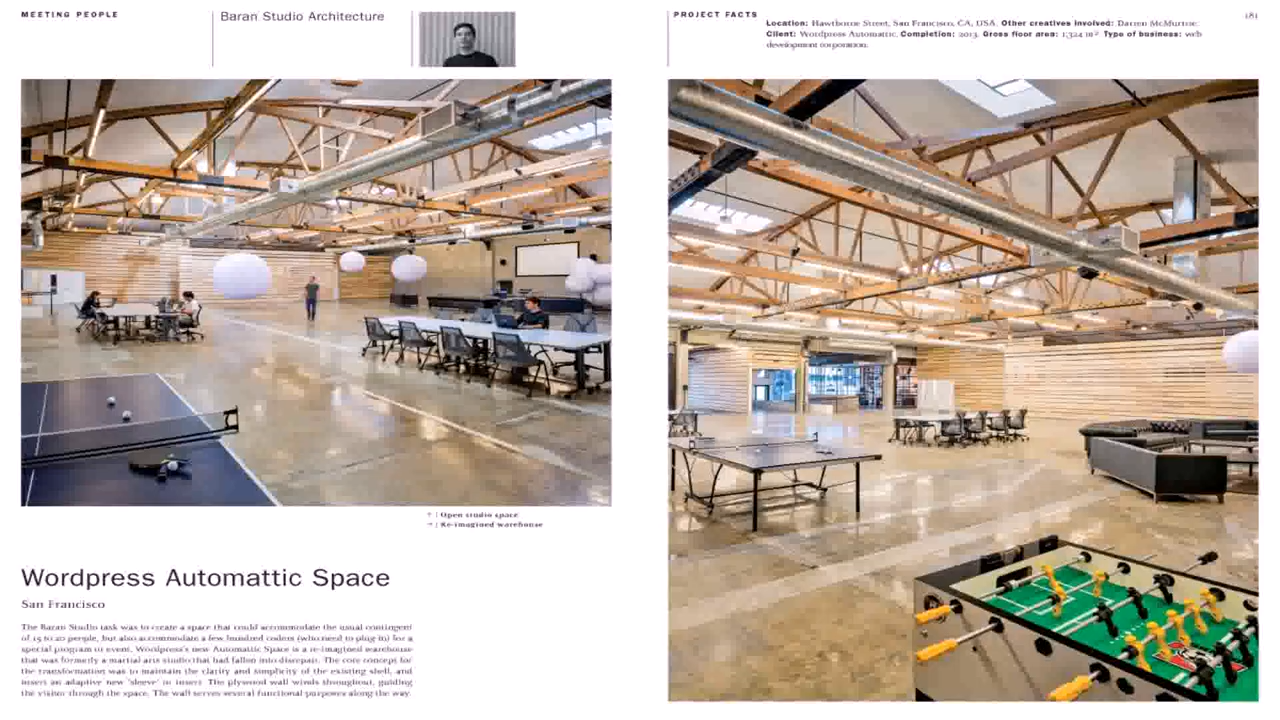 MEETING PEOPLE
Baran Studio Architecture
PROJECT FACTS
Location: Hawthorne Street, San Francisco, CA, USA. Other creatives involved: Darren McMurtrie.
Client: Wordpress Automattic. Completion: 2013. Gross floor area: 1,324 m² Type of business: web
development corporation.
181
↑ | Open studio space
→ | Re-imagined warehouse
Wordpress Automattic Space
San Francisco
The Baran Studio task was to create a space that could accommodate the usual contingent
of 15 to 20 people, but also accommodate a few hundred coders (who need to plug in) for a
special program or event. Wordpress's new Automattic Space is a re-imagined warehouse
that was formerly a martial arts studio that had fallen into disrepair. The core concept for
the transformation was to maintain the clarity and simplicity of the existing shell, and
insert an adaptive new 'sleeve' or insert. The plywood wall winds throughout, guiding
the visitor through the space. The wall serves several functional purposes along the way.